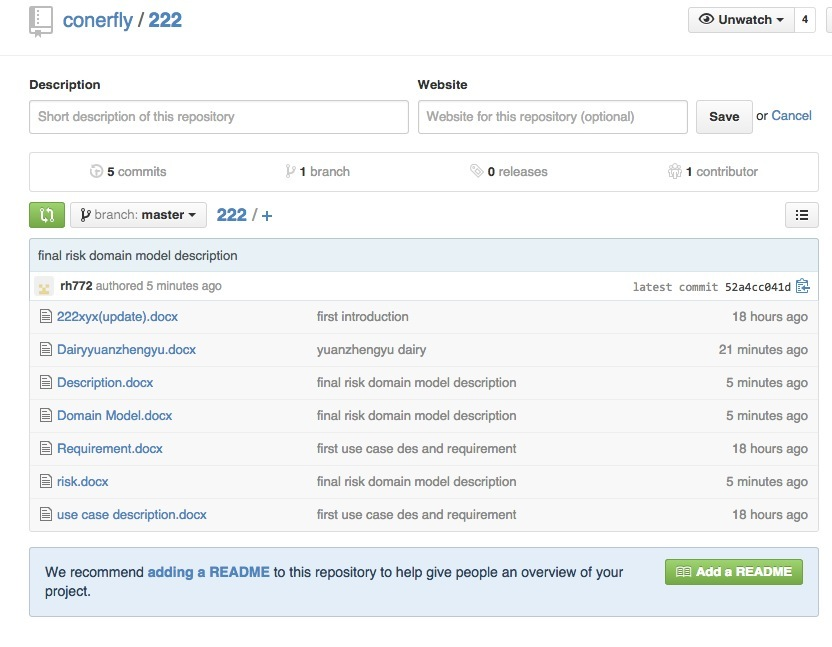 conerfly / 222
Unwatch 4
Description Website
Short description of this repository Website for this repository (optional) Save or Cancel
5 commits 1 branch 0 releases 1 contributor
branch: master 222 / +
final risk domain model description
rh772 authored 5 minutes ago latest commit 52a4cc041d
222xyx(update).docx first introduction 18 hours ago
Dairyyuanzhengyu.docx yuanzhengyu dairy 21 minutes ago
Description.docx final risk domain model description 5 minutes ago
Domain Model.docx final risk domain model description 5 minutes ago
Requirement.docx first use case des and requirement 18 hours ago
risk.docx final risk domain model description 5 minutes ago
use case description.docx first use case des and requirement 18 hours ago
We recommend adding a README to this repository to help give people an overview of your
project.
Add a README